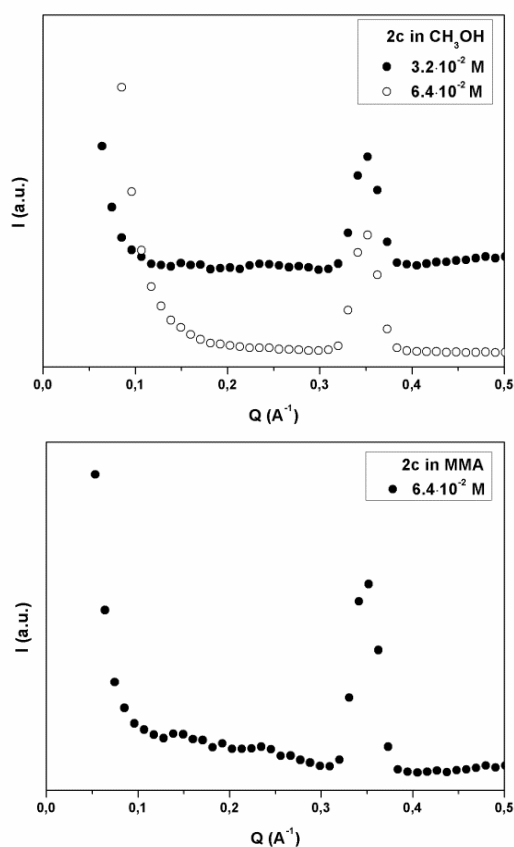 2c in CH₃OH
● 3.2·10⁻² M
○ 6.4·10⁻² M
I (a.u.)
0,0 0,1 0,2 0,3 0,4 0,5
Q (A⁻¹)
2c in MMA
● 6.4·10⁻² M
I (a.u.)
0,0 0,1 0,2 0,3 0,4 0,5
Q (A⁻¹)